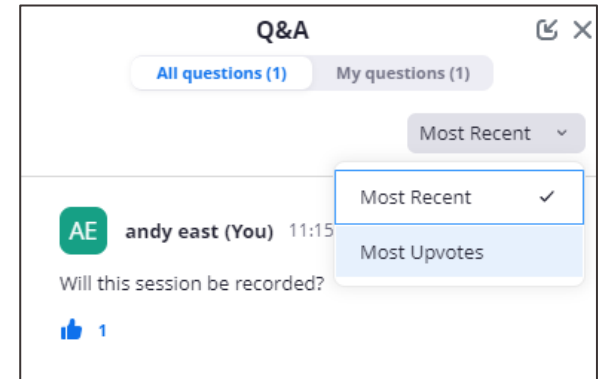 Q&A
All questions (1) My questions (1)
Most Recent
Most Recent
AE andy east (You) 11:15
Most Upvotes
Will this session be recorded?
1